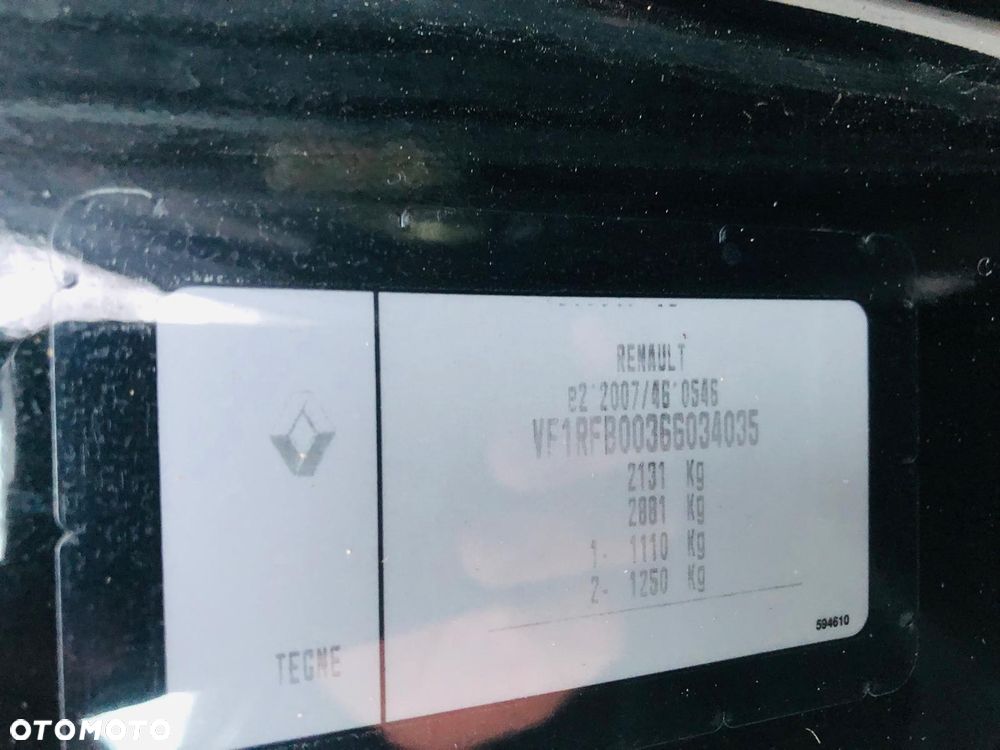 RENAULT
e2*2007/46*0546
VF1RFB00366034035
2131 Kg
2881 Kg
1- 1110 Kg
2- 1250 Kg
594610
TEGNE
OTOMOTO